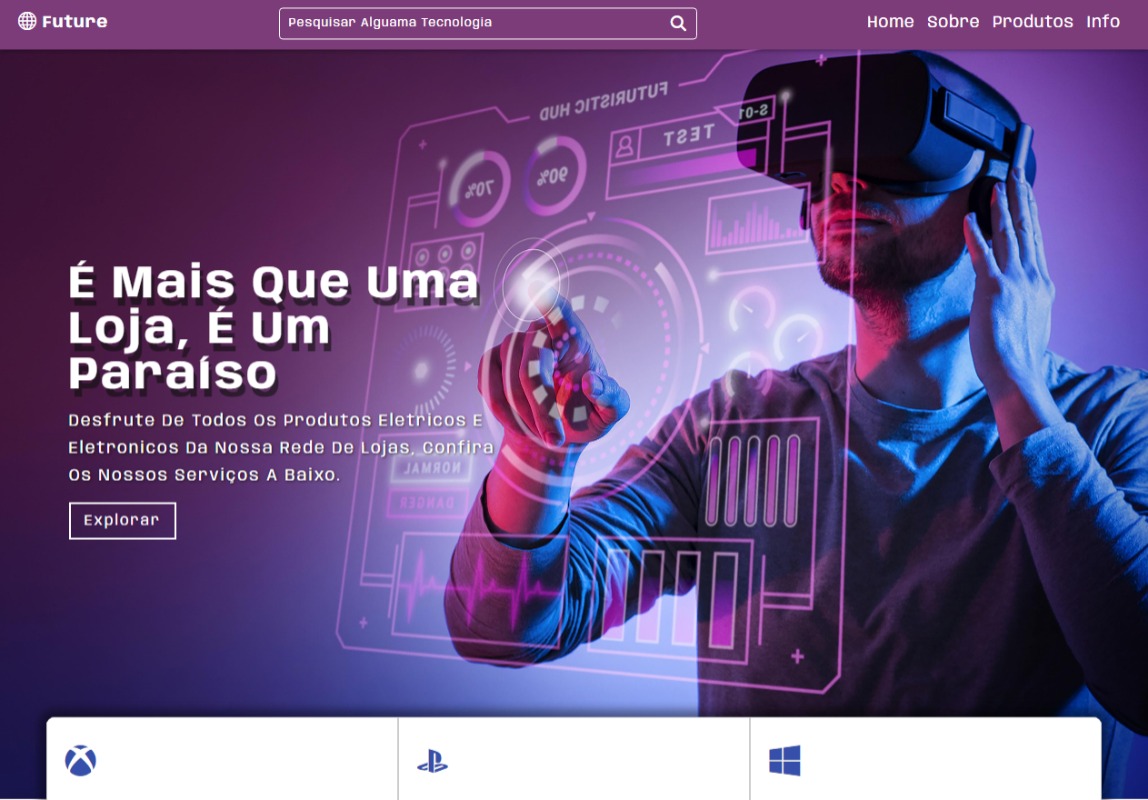 Future
Pesquisar Alguama Tecnologia
Home Sobre Produtos Info
FUTURISTIC HUD
S-01
TEST
70%
90%
É Mais Que Uma
Loja, É Um
Paraíso
Desfrute De Todos Os Produtos Eletricos E
Eletronicos Da Nossa Rede De Lojas, Confira
Os Nossos Serviços A Baixo.
NORMAL
DANGER
Explorar